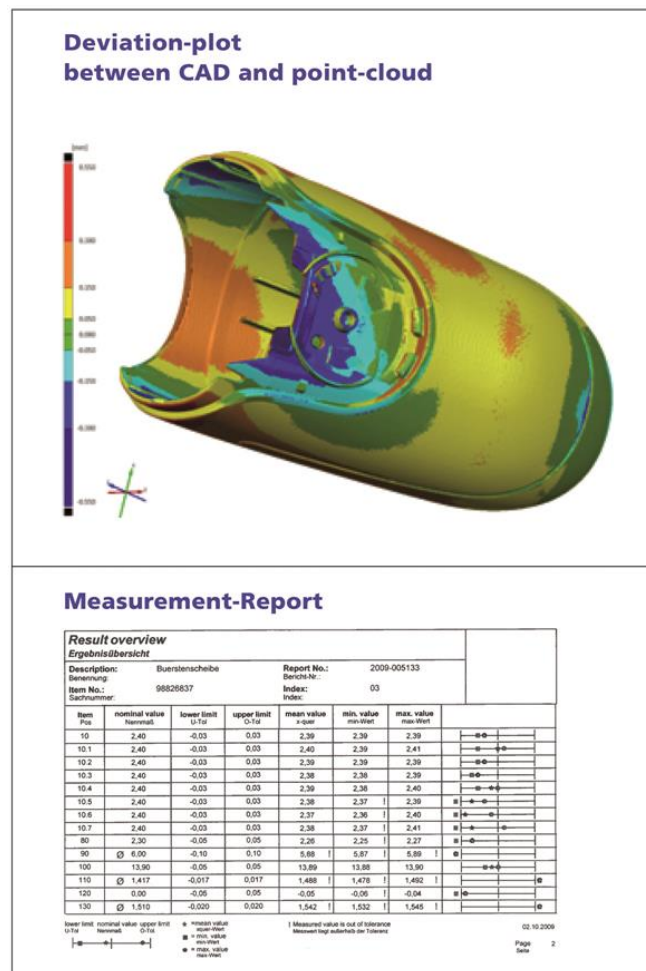 Deviation-plot
between CAD and point-cloud
[mm]
Measurement-Report
Result overview
Ergebnisübersicht
Description: Buerstenscheibe Report No.: 2009-005133
Benennung: Bericht-Nr.:
Item No.: 98826837 Index: 03
Sachnummer: Index:
Item nominal value lower limit upper limit mean value min. value max. value
Pos Nennmaß U-Tol O-Tol x-quer min-Wert max-Wert
10 2,40 -0,03 0,03 2,39 2,39 2,39
10.1 2,40 -0,03 0,03 2,40 2,39 2,41
10.2 2,40 -0,03 0,03 2,39 2,39 2,39
10.3 2,40 -0,03 0,03 2,38 2,38 2,39
10.4 2,40 -0,03 0,03 2,39 2,38 2,40
10.5 2,40 -0,03 0,03 2,38 2,37 ! 2,39
10.6 2,40 -0,03 0,03 2,37 2,36 ! 2,40
10.7 2,40 -0,03 0,03 2,38 2,37 ! 2,41
80 2,30 -0,05 0,05 2,26 2,25 ! 2,27
90 Ø 6,00 -0,10 0,10 5,88 ! 5,87 ! 5,89 !
100 13,90 -0,05 0,05 13,89 13,88 13,90
110 Ø 1,417 -0,017 0,017 1,488 ! 1,478 ! 1,492 !
120 0,00 -0,05 0,05 -0,05 -0,06 ! -0,04
130 Ø 1,510 -0,020 0,020 1,542 ! 1,532 ! 1,545 !
lower limit nominal value upper limit =mean value ! Measured value is out of tolerance
U-Tol Nennmaß O-Tol Messwert liegt außerhalb der Toleranz
= min. value 02.10.2009
min-Wert
= max. value Page 2
max-Wert Seite